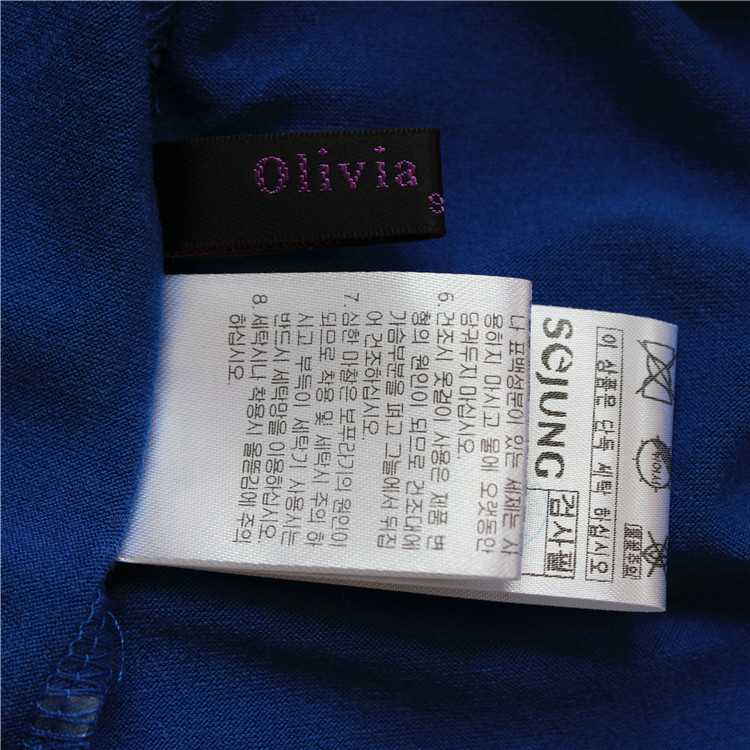 Olivia
나 표백성분이 있는 세제는 사
용하지 마시고 물에 오랫동안
담궈두지 마십시오.
6. 건조시 옷걸이 사용은 제품 변
형의 원인이 되므로 건조대에
가슴부분을 펴고 그늘에서 뒤집
어 건조하십시오.
7. 심한 마찰은 보푸라기의 원인이
되므로 착용 및 세탁시 주의 하
시고 부득이 세탁기 사용시는
반드시 세탁망을 이용하십시오
8. 세탁시나 착용시 올뜯김에 주의
하십시오.
이 상품은 단독 세탁 하십시오
SEJUNG
검사필